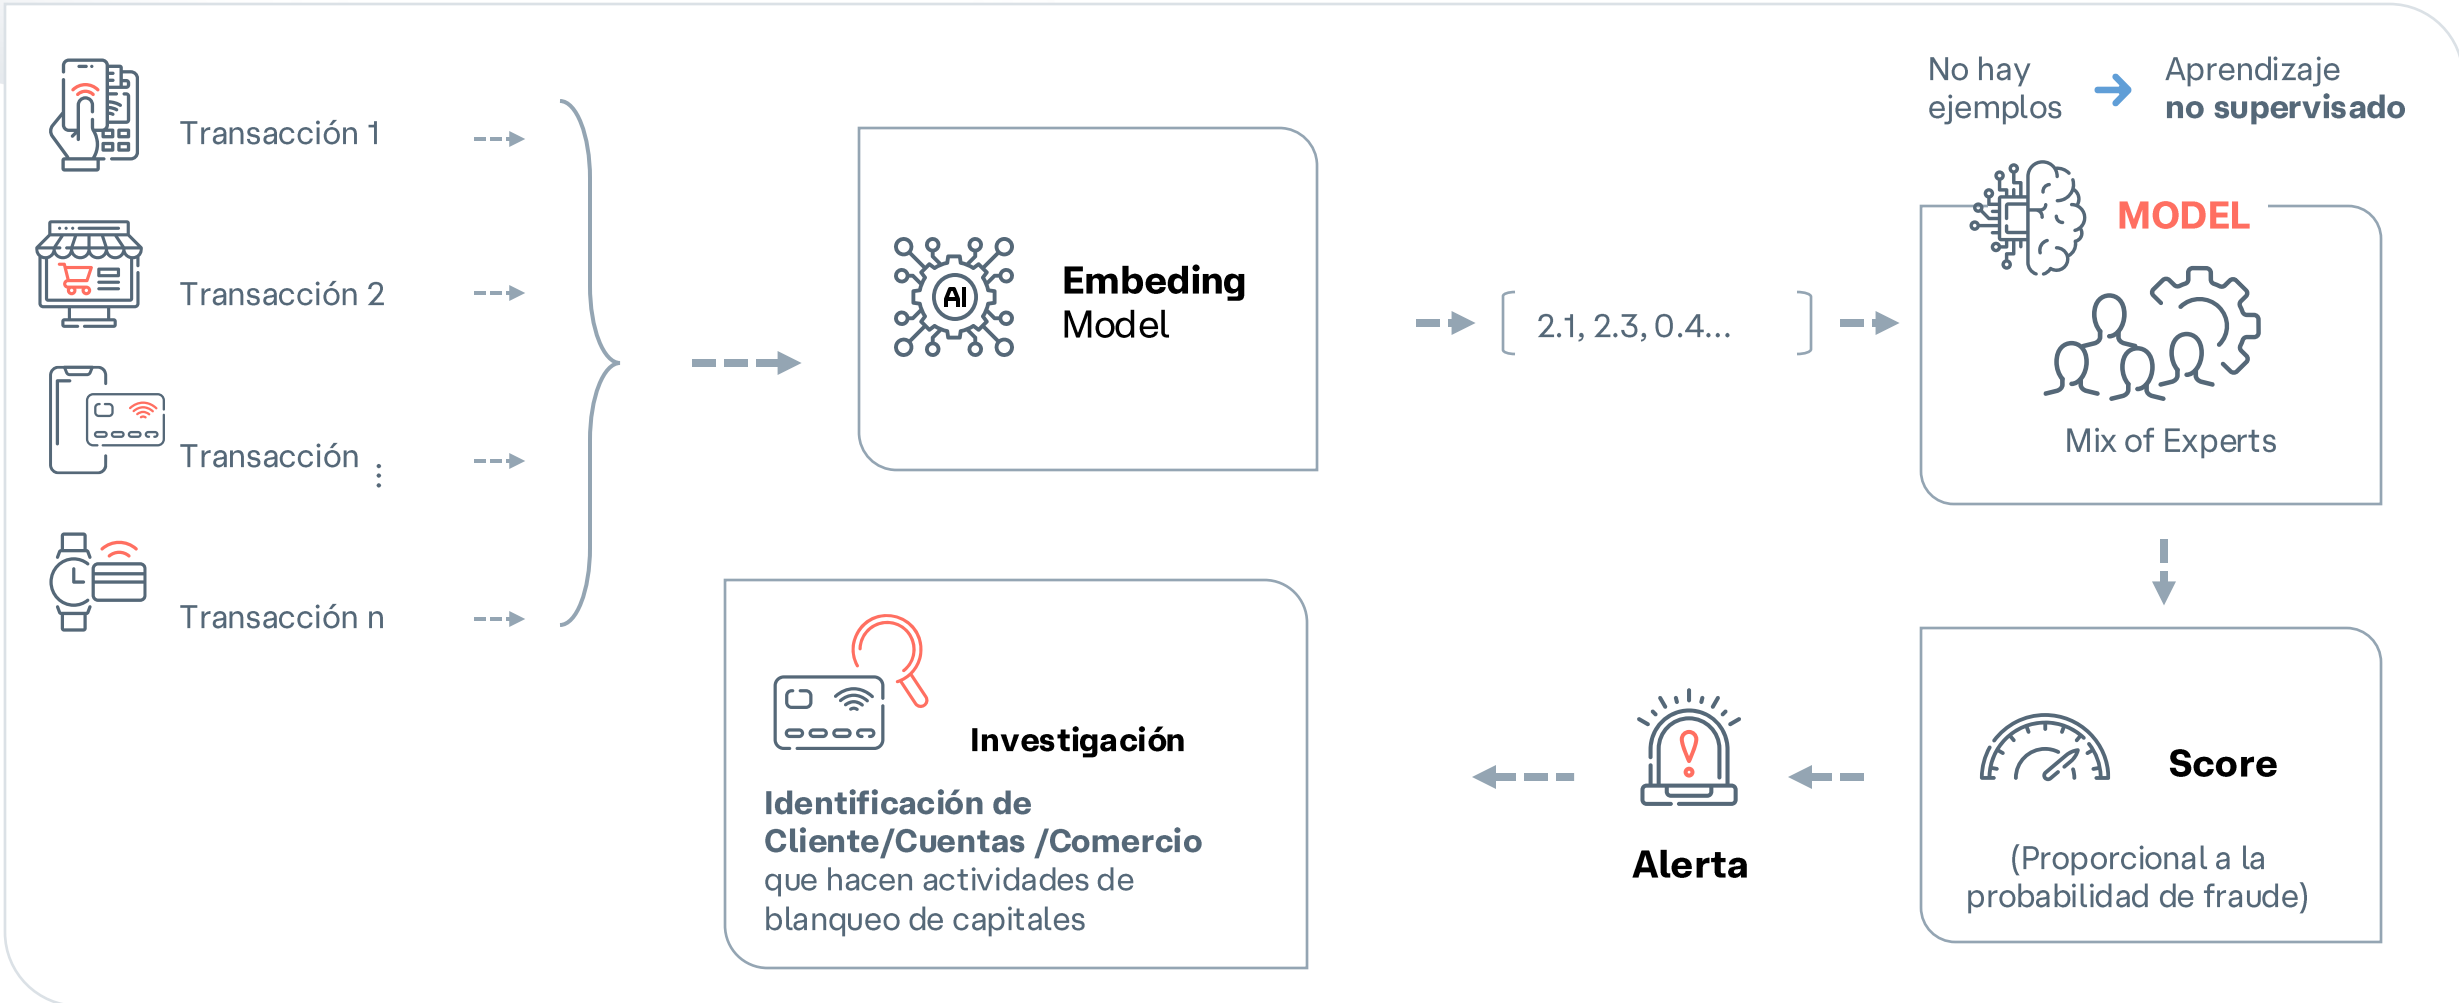 Transacción 1
Transacción 2
Transacción ⋮
Transacción n
AI
Embeding
Model
2.1, 2.3, 0.4...
No hay
ejemplos
Aprendizaje
no supervisado
MODEL
Mix of Experts
Score
(Proporcional a la
probabilidad de fraude)
!
Alerta
Investigación
Identificación de
Cliente/Cuentas /Comercio
que hacen actividades de
blanqueo de capitales